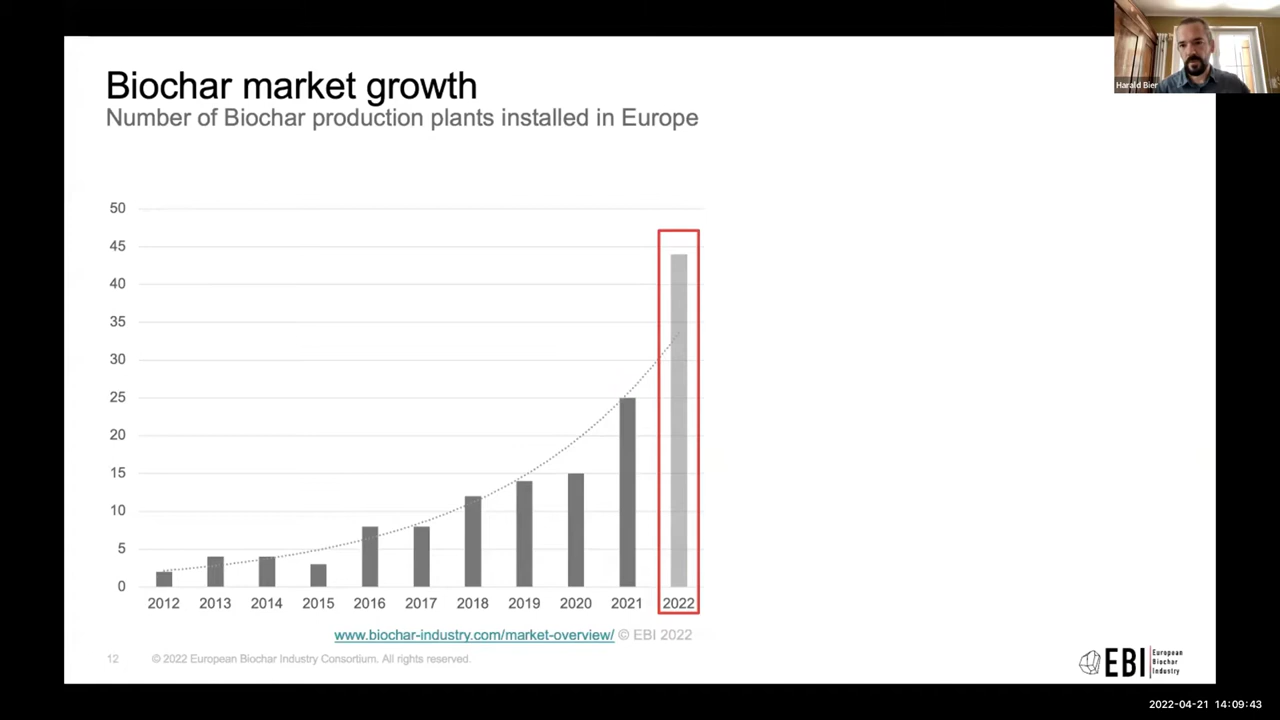 Biochar market growth
Number of Biochar production plants installed in Europe
Harald Bier
50
45
40
35
30
25
20
15
10
5
0
2012 2013 2014 2015 2016 2017 2018 2019 2020 2021 2022
www.biochar-industry.com/market-overview/ © EBI 2022
12 © 2022 European Biochar Industry Consortium. All rights reserved.
EBI
European
Biochar
Industry
2022-04-21 14:09:43